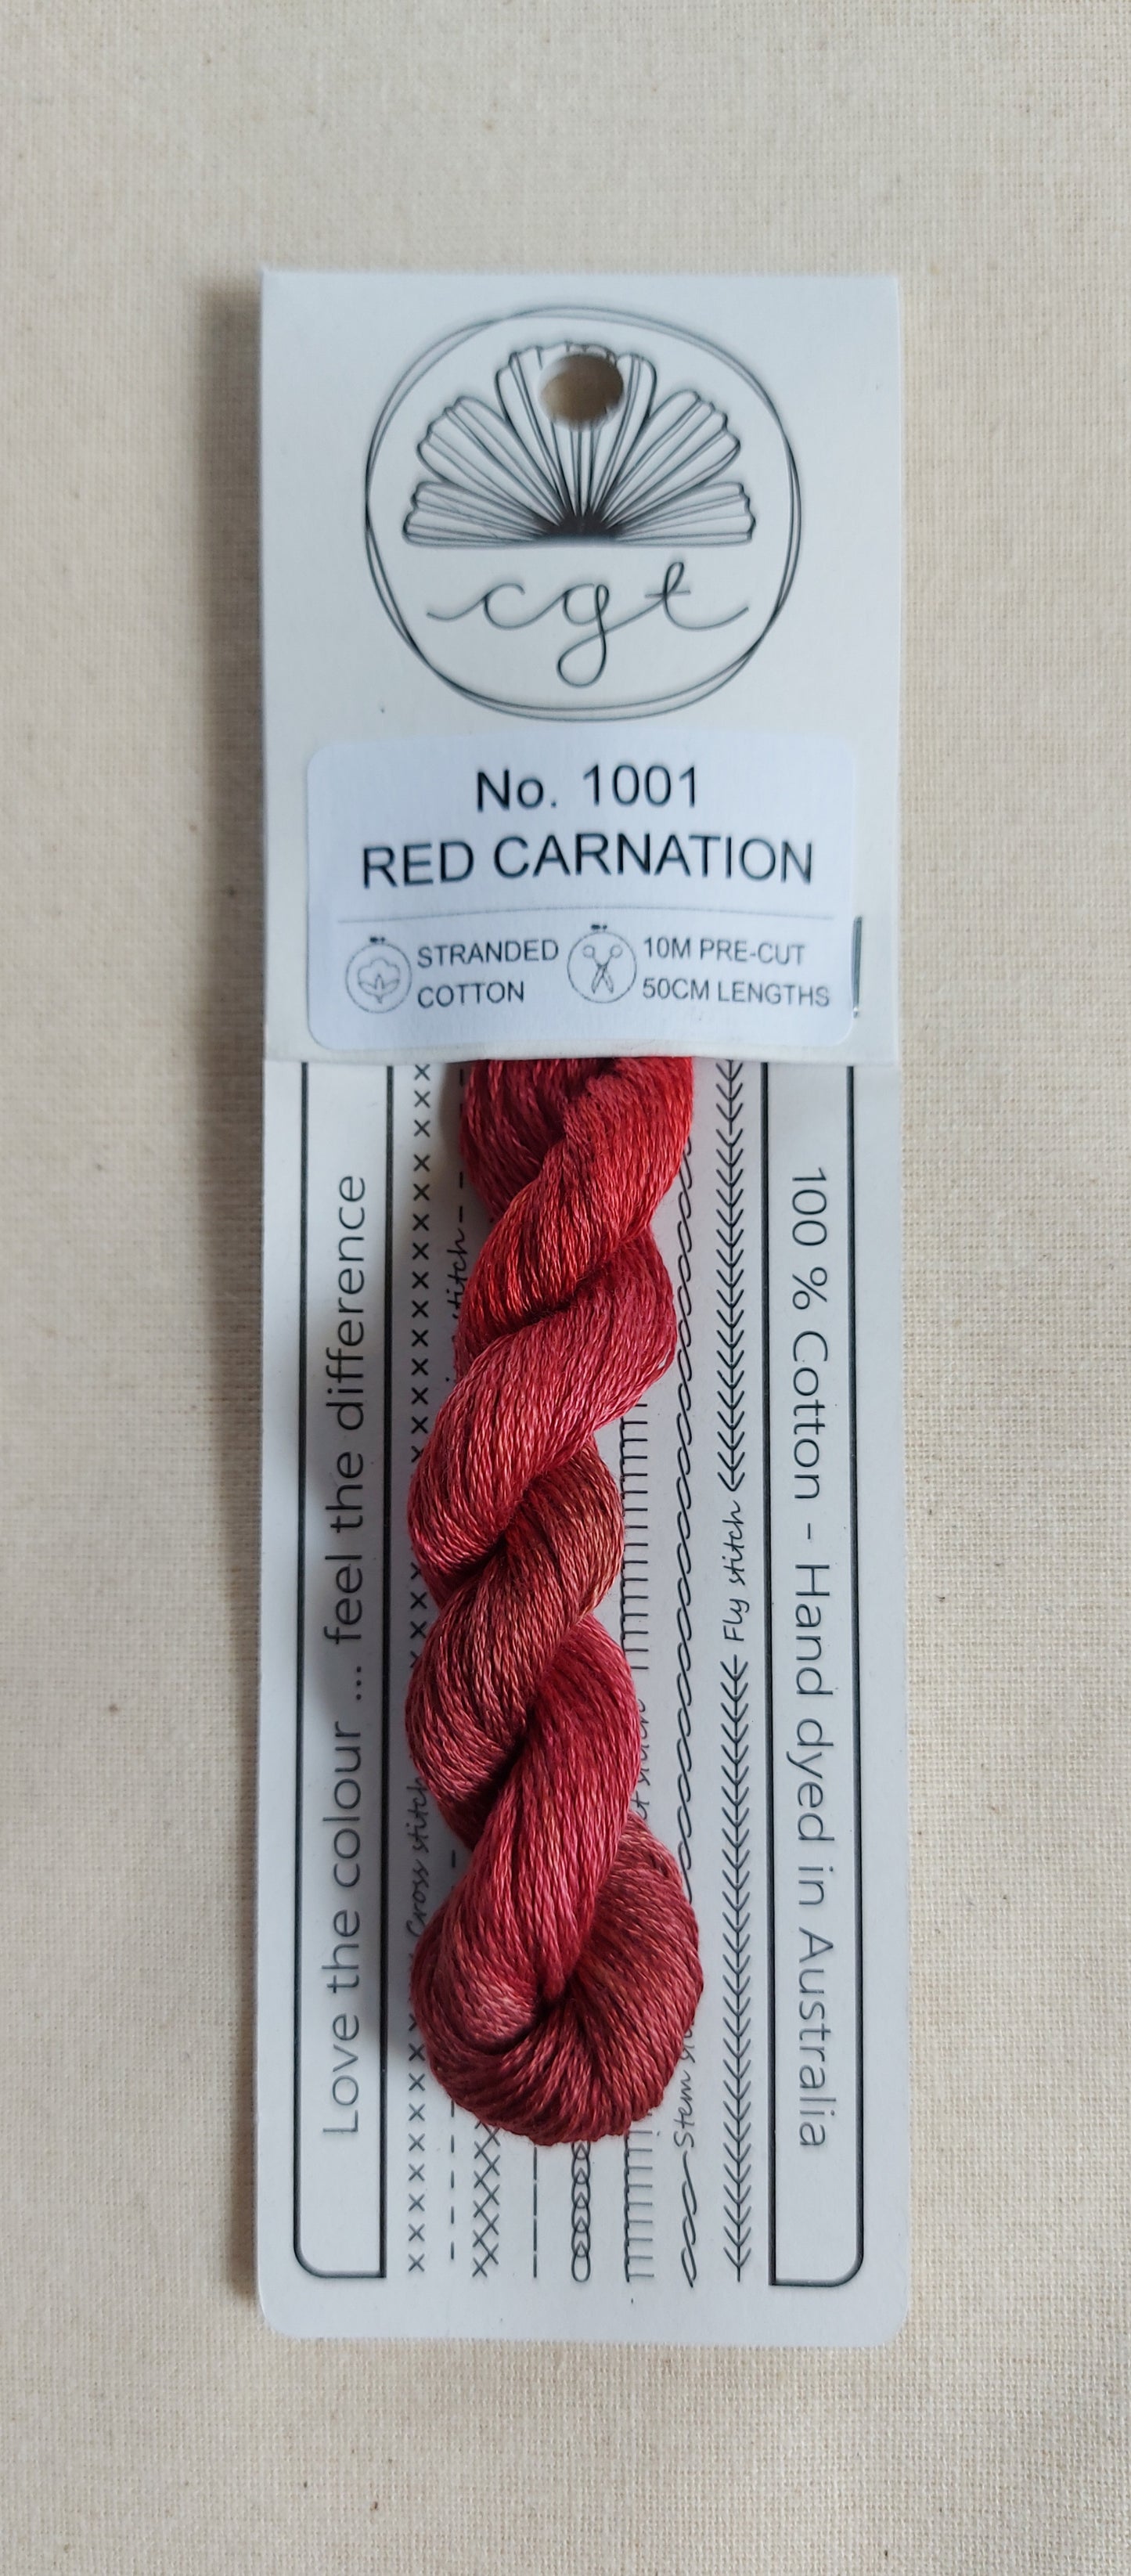 cgt
No. 1001
RED CARNATION
STRANDED
COTTON
10M PRE-CUT
50CM LENGTHS
Love the colour ... feel the difference
Cross stitch
stitch
stitch
Stem
Fly stitch
100 % Cotton - Hand dyed in Australia